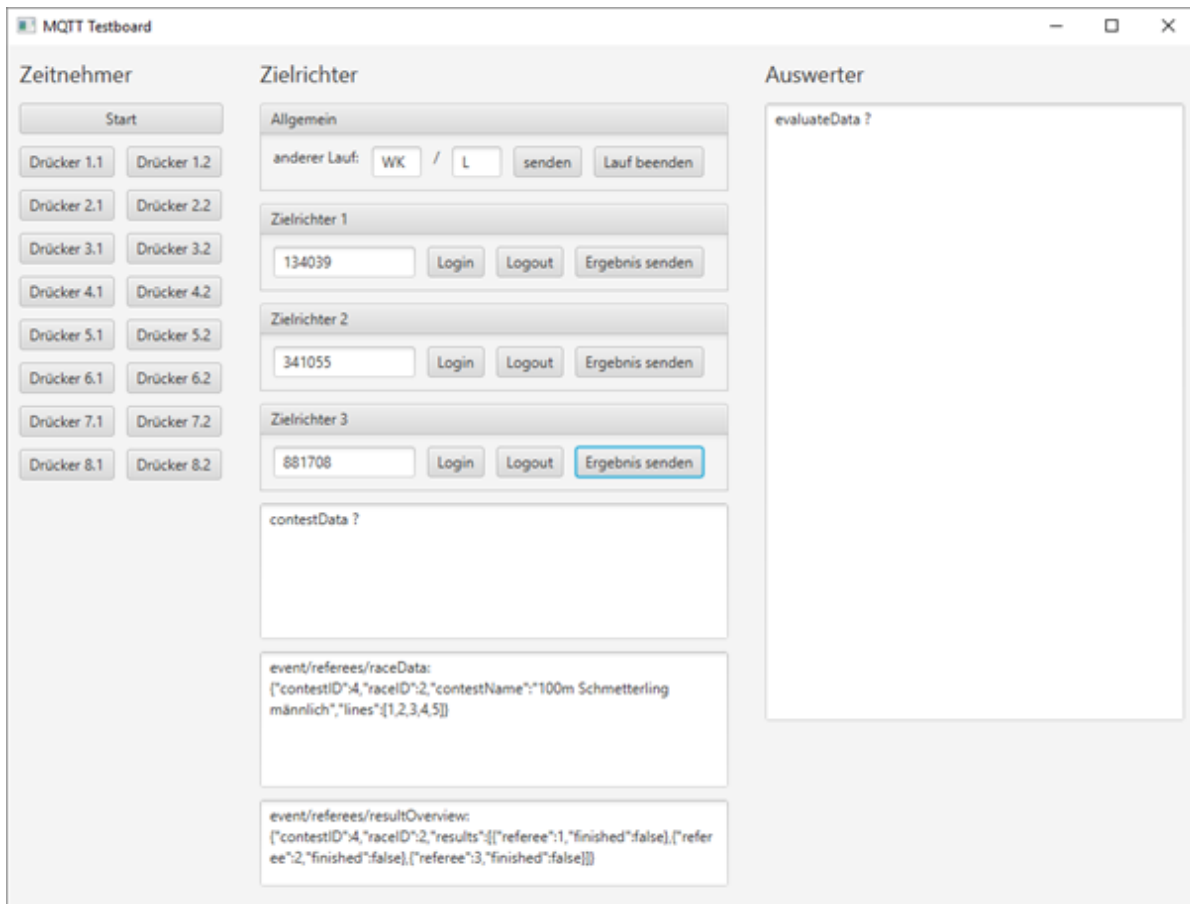 MQTT Testboard
Zeitnehmer
Start
Drücker 1.1 Drücker 1.2
Drücker 2.1 Drücker 2.2
Drücker 3.1 Drücker 3.2
Drücker 4.1 Drücker 4.2
Drücker 5.1 Drücker 5.2
Drücker 6.1 Drücker 6.2
Drücker 7.1 Drücker 7.2
Drücker 8.1 Drücker 8.2
Zielrichter
Allgemein
anderer Lauf: WK / L senden Lauf beenden
Zielrichter 1
134039 Login Logout Ergebnis senden
Zielrichter 2
341055 Login Logout Ergebnis senden
Zielrichter 3
881708 Login Logout Ergebnis senden
contestData ?
event/referees/raceData:
{"contestID":4,"raceID":2,"contestName":"100m Schmetterling
männlich","lines":[1,2,3,4,5]}
event/referees/resultOverview:
{"contestID":4,"raceID":2,"results":[{"referee":1,"finished":false},{"refer
ee":2,"finished":false},{"referee":3,"finished":false}]}
Auswerter
evaluateData ?